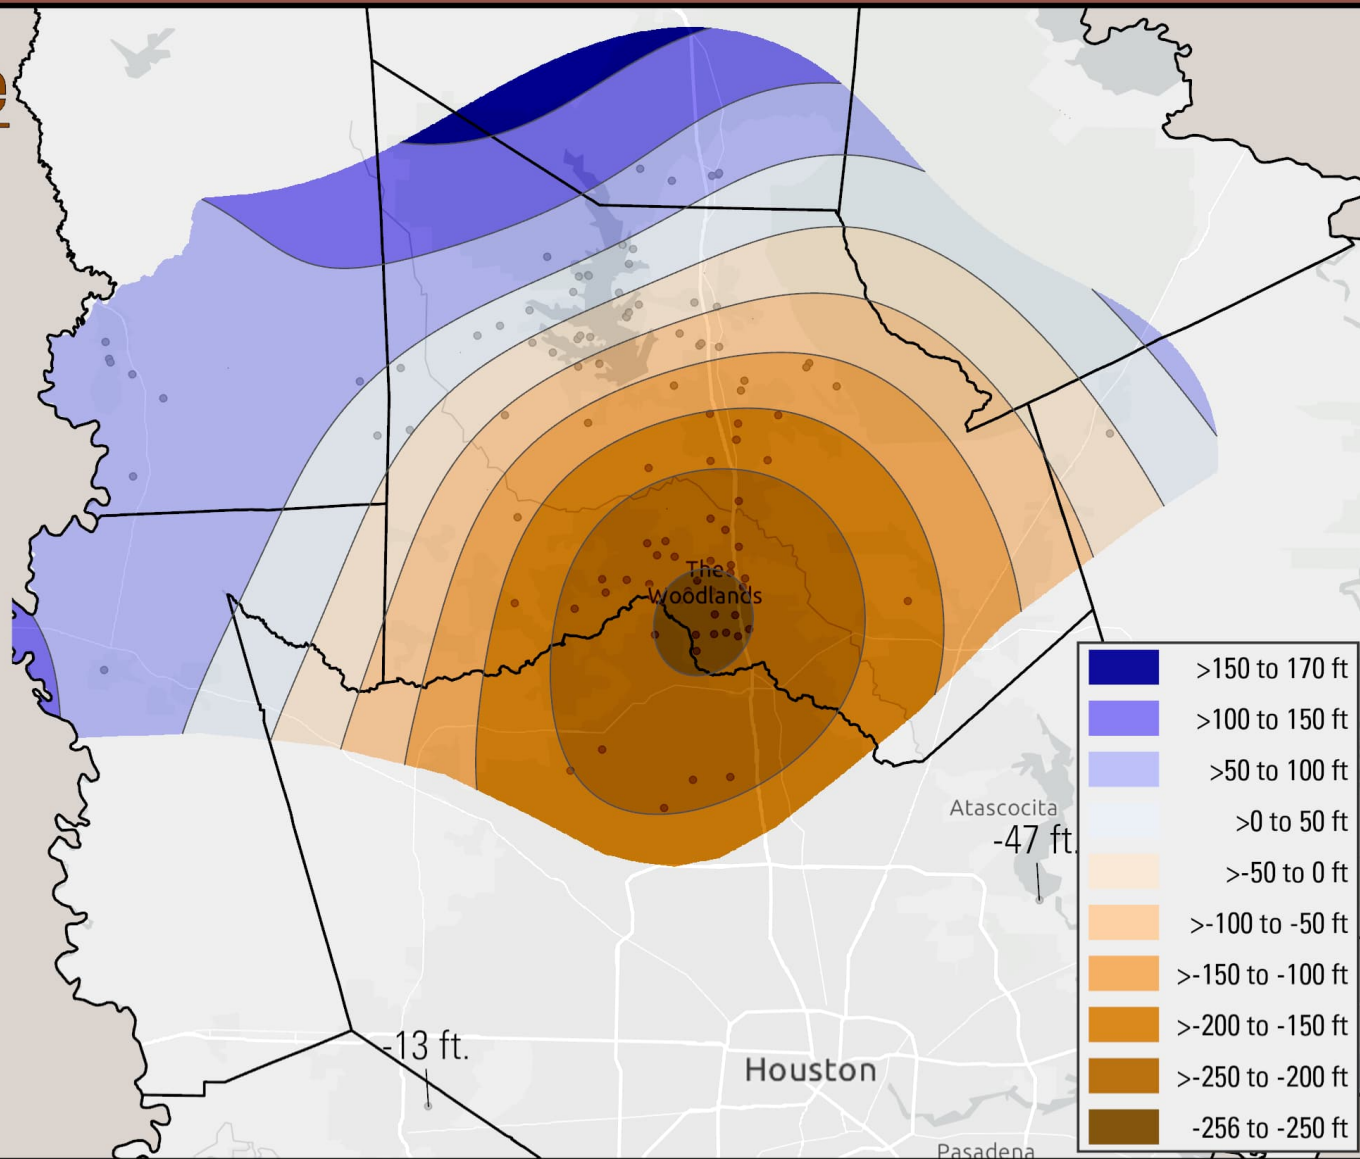 e
The
Woodlands
Atascocita
-47 ft.
-13 ft.
Houston
Pasadena
>150 to 170 ft
>100 to 150 ft
>50 to 100 ft
>0 to 50 ft
>-50 to 0 ft
>-100 to -50 ft
>-150 to -100 ft
>-200 to -150 ft
>-250 to -200 ft
-256 to -250 ft